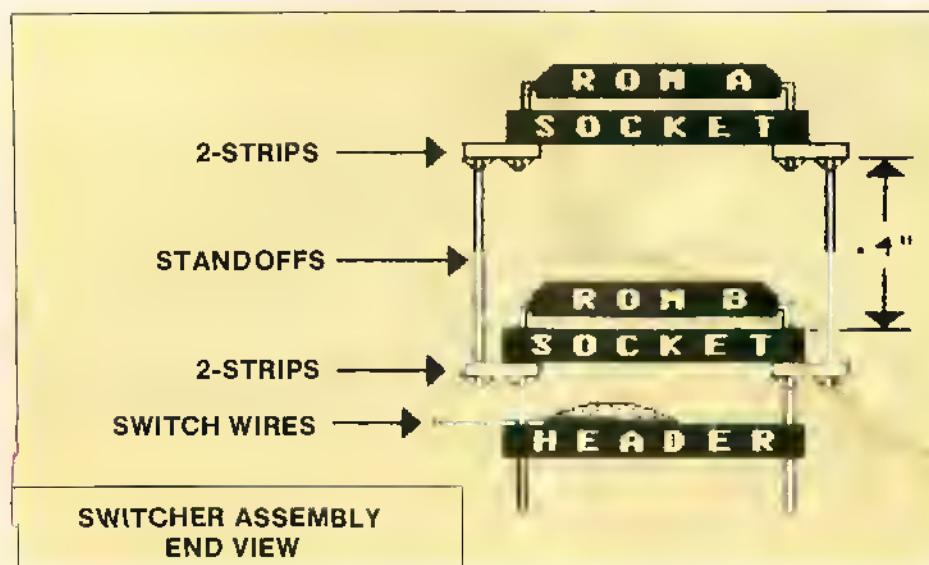 ROM A
SOCKET
2-STRIPS
.4"
STANDOFFS
ROM B
SOCKET
2-STRIPS
SWITCH WIRES
HEADER
SWITCHER ASSEMBLY
END VIEW